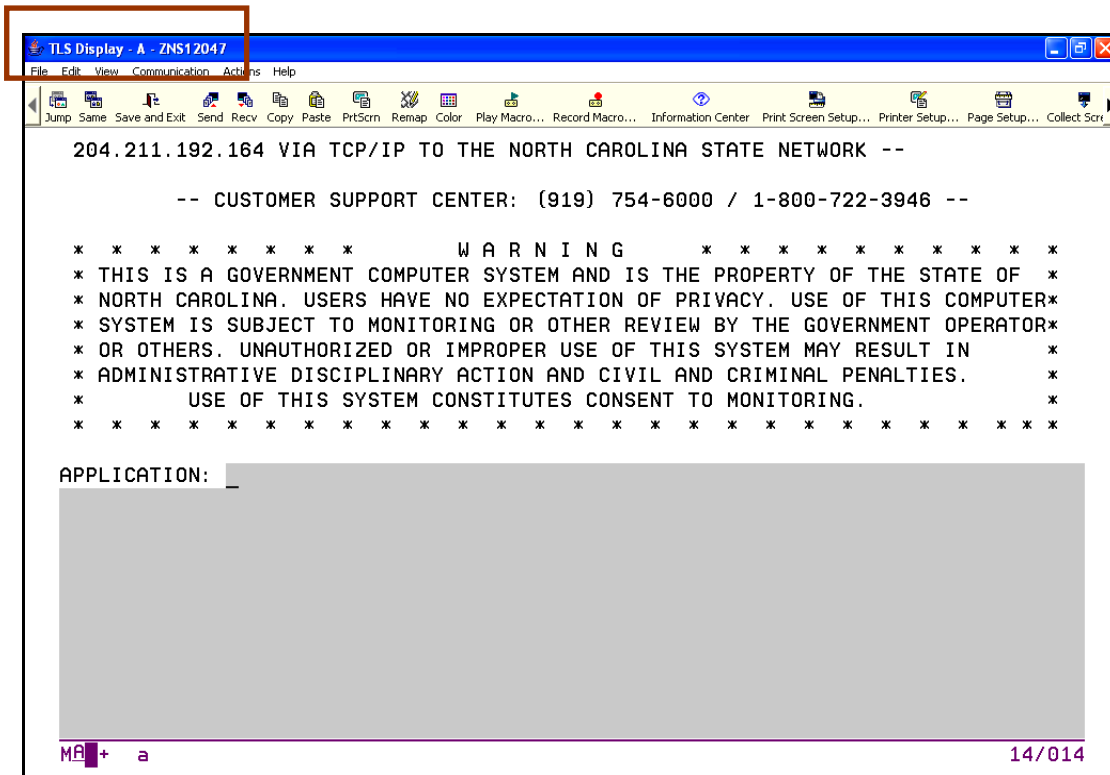 TLS Display - A - ZNS12047
File Edit View Communication Actions Help
Jump Same Save and Exit Send Recv Copy Paste PrtScrn Remap Color Play Macro... Record Macro... Information Center Print Screen Setup... Printer Setup... Page Setup... Collect Scre
204.211.192.164 VIA TCP/IP TO THE NORTH CAROLINA STATE NETWORK --
-- CUSTOMER SUPPORT CENTER: (919) 754-6000 / 1-800-722-3946 --
* * * * * * * * W A R N I N G * * * * * * * * * *
* THIS IS A GOVERNMENT COMPUTER SYSTEM AND IS THE PROPERTY OF THE STATE OF *
* NORTH CAROLINA. USERS HAVE NO EXPECTATION OF PRIVACY. USE OF THIS COMPUTER*
* SYSTEM IS SUBJECT TO MONITORING OR OTHER REVIEW BY THE GOVERNMENT OPERATOR*
* OR OTHERS. UNAUTHORIZED OR IMPROPER USE OF THIS SYSTEM MAY RESULT IN *
* ADMINISTRATIVE DISCIPLINARY ACTION AND CIVIL AND CRIMINAL PENALTIES. *
* USE OF THIS SYSTEM CONSTITUTES CONSENT TO MONITORING. *
* * * * * * * * * * * * * * * * * * * * * * * * * *
APPLICATION: _
MA + a 14/014